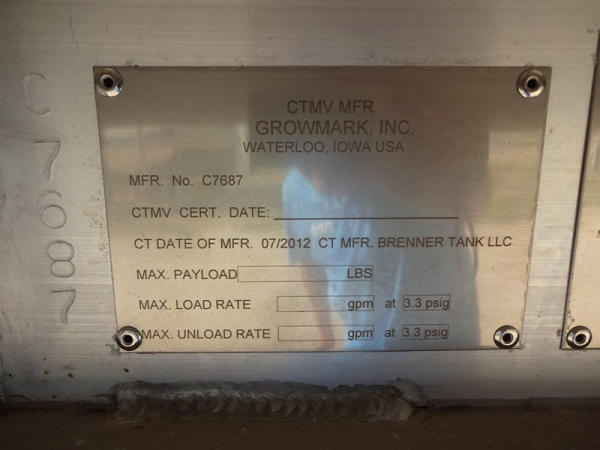 C7687
CTMV MFR.
GROWMARK, INC.
WATERLOO, IOWA USA
MFR. No. C7687
CTMV CERT. DATE:
CT DATE OF MFR. 07/2012 CT MFR. BRENNER TANK LLC
MAX. PAYLOAD LBS
MAX. LOAD RATE gpm at 3.3 psig
MAX. UNLOAD RATE gpm at 3.3 psig